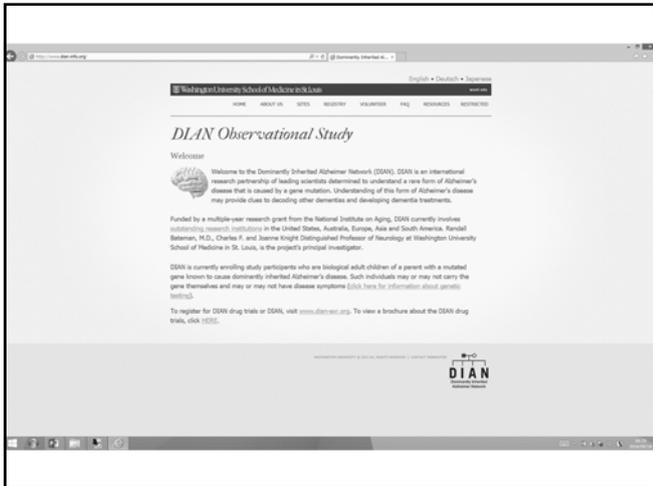 http://www.dian-info.org/
Dominantly Inherited Al...
English • Deutsch • Japanese
Washington University School of Medicine in St. Louis
HOME ABOUT US SITES REGISTRY VOLUNTEER FAQ RESOURCES RESTRICTED
DIAN Observational Study
Welcome
Welcome to the Dominantly Inherited Alzheimer Network (DIAN). DIAN is an international
research partnership of leading scientists determined to understand a rare form of Alzheimer's
disease that is caused by a gene mutation. Understanding of this form of Alzheimer's disease
may provide clues to decoding other dementias and developing dementia treatments.
Funded by a multiple-year research grant from the National Institute on Aging, DIAN currently involves
outstanding research institutions in the United States, Australia, Europe, Asia and South America. Randall
Bateman, M.D., Charles F. and Joanne Knight Distinguished Professor of Neurology at Washington University
School of Medicine in St. Louis, is the project's principal investigator.
DIAN is currently enrolling study participants who are biological adult children of a parent with a mutated
gene known to cause dominantly inherited Alzheimer's disease. Such individuals may or may not carry the
gene themselves and may or may not have disease symptoms (click here for information about genetic
testing).
To register for DIAN drug trials or DIAN, visit www.dian-exr.org. To view a brochure about the DIAN drug
trials, click HERE.
DIAN
Dominantly Inherited
Alzheimer Network